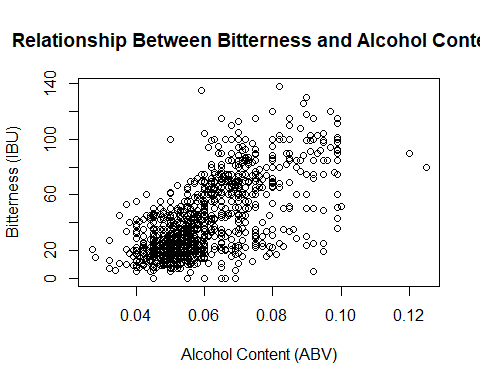 Relationship Between Bitterness and Alcohol Conte
Bitterness (IBU)
140
100
60
20
0
0.04 0.06 0.08 0.10 0.12
Alcohol Content (ABV)